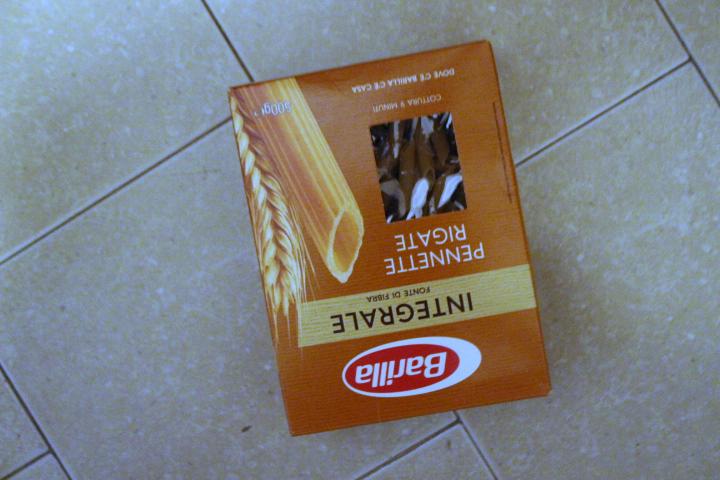 Barilla
INTEGRALE
FONTE DI FIBRA
PENNETTE
RIGATE
COTTURA 9 MINUTI
DOVE C'È BARILLA C'È CASA
500g